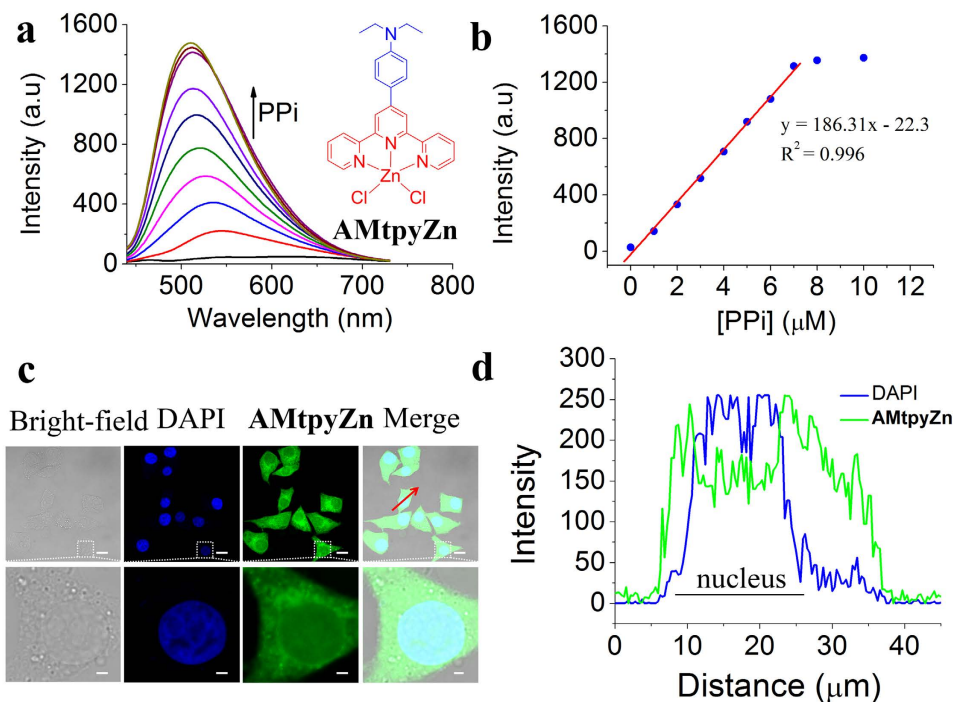 a
Intensity (a.u)
1600
1400
1200
800
400
0
500
600
700
800
Wavelength (nm)
PPi
N
N
N
N
Zn
Cl
Cl
AMtpyZn
b
Intensity (a.u)
1600
1200
800
400
0
y = 186.31x - 22.3
R² = 0.996
0
2
4
6
8
10
12
[PPi] (μM)
c
Bright-field
DAPI
AMtpyZn
Merge
d
Intensity
300
250
200
150
100
50
0
DAPI
AMtpyZn
nucleus
0
10
20
30
40
Distance (μm)